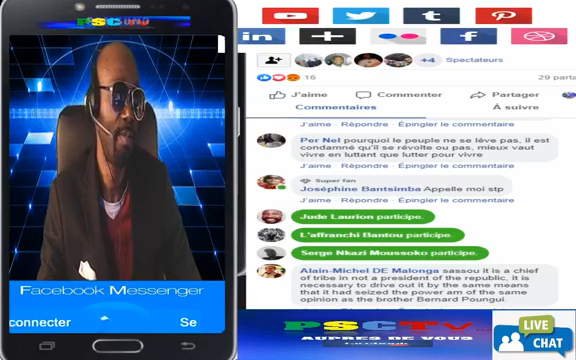 PSCTV
Facebook Messenger
connecter
Se
+4 Spectateurs
16
29 parta
J'aime
Commenter
Partager
Commentaires
À suivre
J'aime · Répondre · Épingler le commentaire
Per Nel pourquoi le peuple ne se lève pas, il est
condamné qu'il se révolte ou pas, mieux vaut
vivre en luttant que lutter pour vivre
J'aime · Répondre · Épingler le commentaire
Super fan
Joséphine Bantsimba Appelle moi stp
J'aime · Répondre · Épingler le commentaire
Jude Laurion participe.
L'affranchi Bantou participe.
Serge Nkazi Moussoko participe.
Alain-Michel DE Malonga sassou it is a chief
of tribe in not a president of the republic, it is
necessary to drive out it by the same means
that it had seized the power am of the same
opinion as the brother Bernard Poungui.
PSCTV
AUPRES DE VOUS
LIVE
CHAT